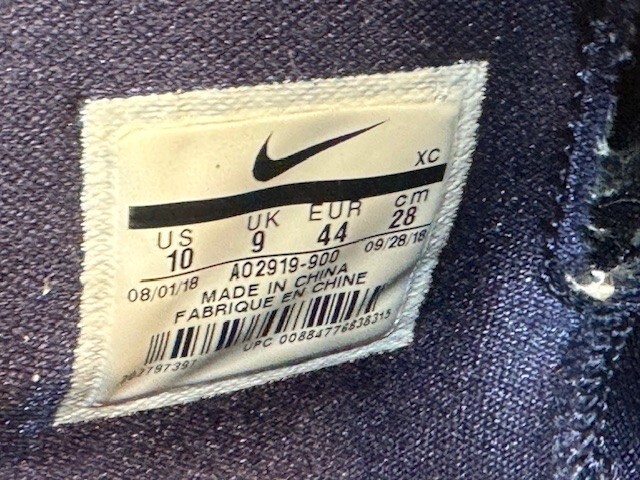 XC
US UK EUR cm
10 9 44 28
08/01/18 AO2919-900 09/28/18
MADE IN CHINA
FABRIQUE EN CHINE
UPC 00884776838315